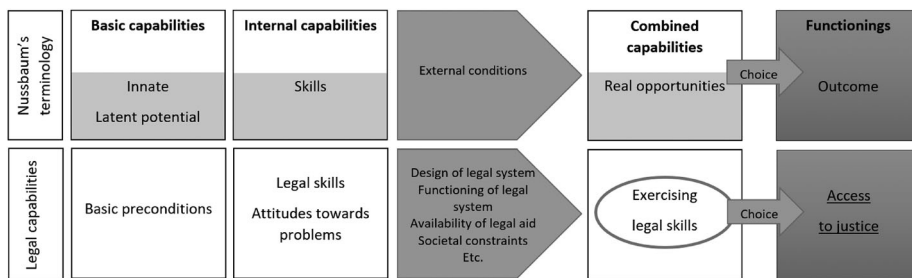 Nussbaum's
terminology
Basic capabilities
Innate
Latent potential
Internal capabilities
Skills
External conditions
Combined
capabilities
Real opportunities
Choice
Functionings
Outcome
Legal capabilities
Basic preconditions
Legal skills
Attitudes towards
problems
Design of legal system
Functioning of legal
system
Availability of legal aid
Societal constraints
Etc.
Exercising
legal skills
Choice
Access
to justice